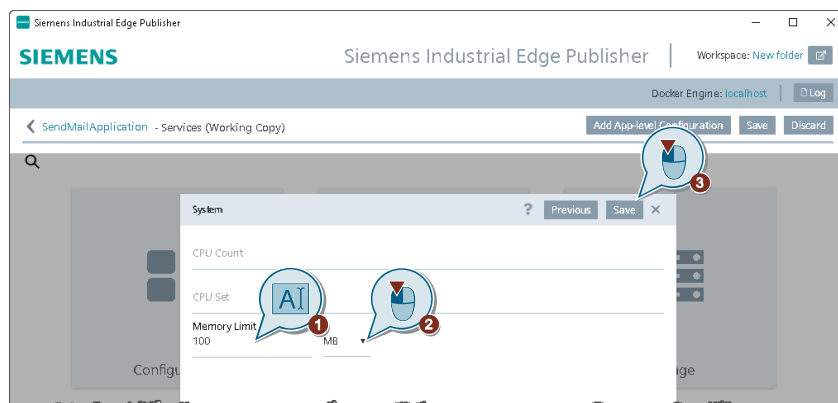 Siemens Industrial Edge Publisher
SIEMENS
Siemens Industrial Edge Publisher
Workspace: New folder
Docker Engine: localhost
Log
SendMailApplication - Services (Working Copy)
Add App-level Configuration Save Discard
3
System ? Previous Save
CPU Count
CPU Set
A
1
2
Memory Limit
100 MB